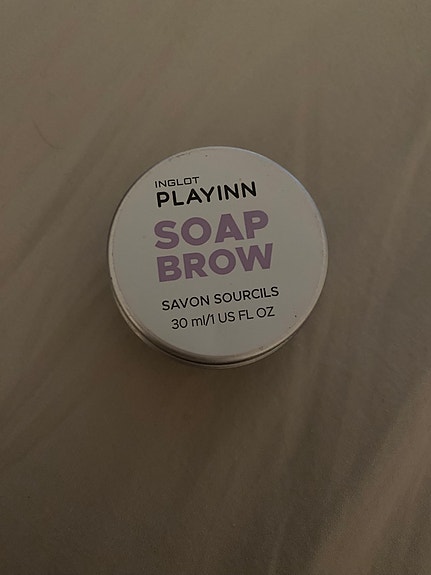 INGLOT
PLAYINN
SOAP
BROW
SAVON SOURCILS
30 ml/1 US FL OZ